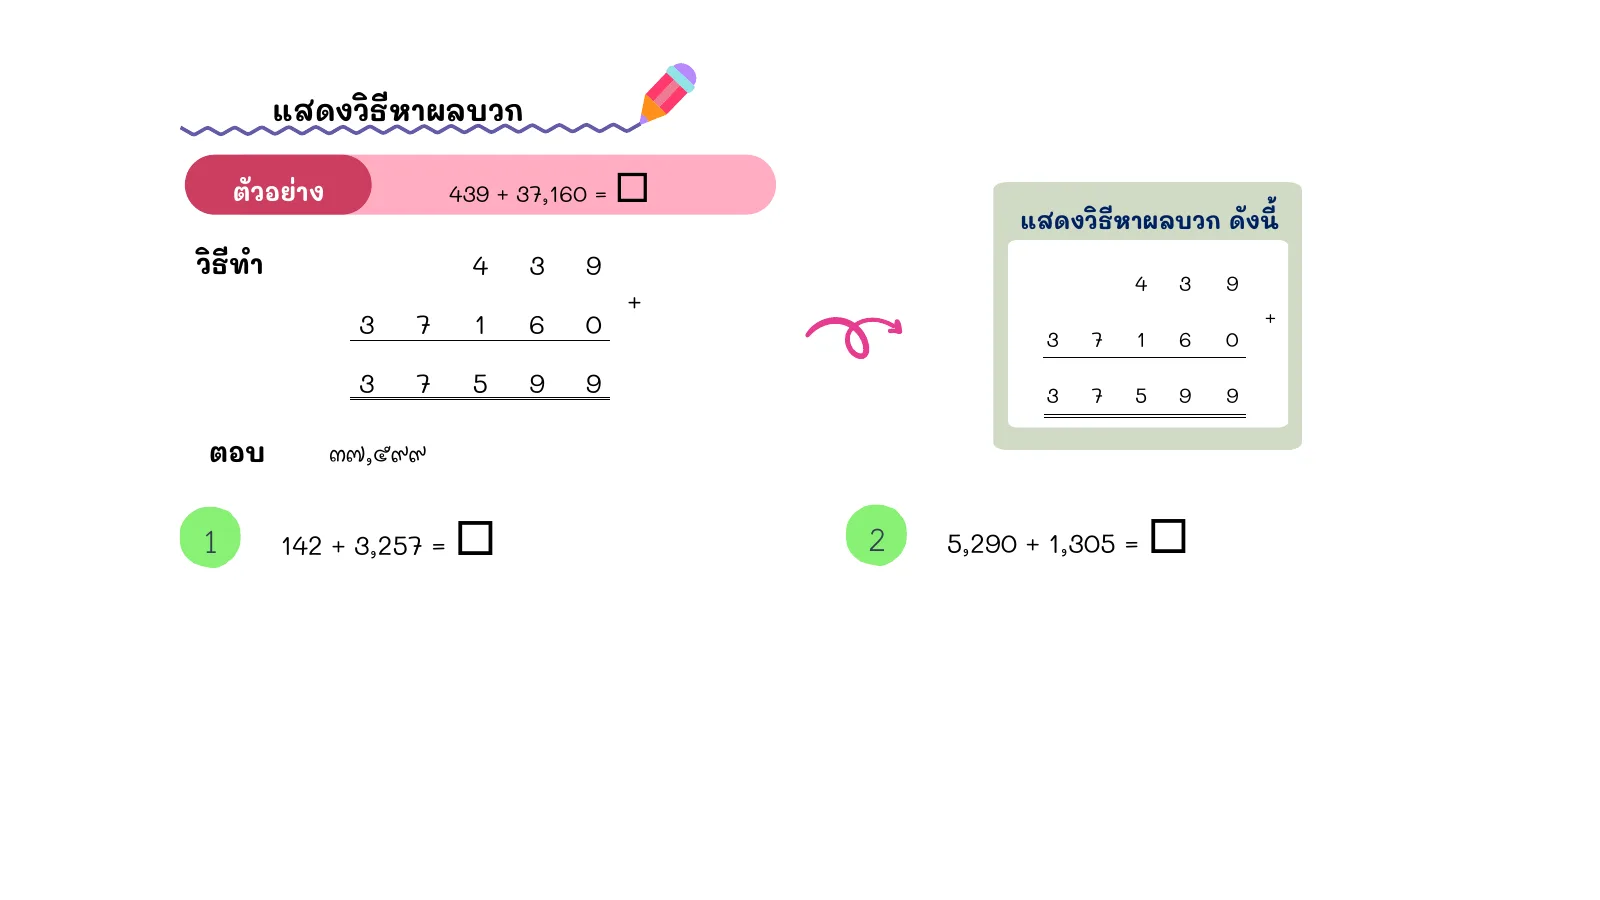 แสดงวิธีหาผลบวก
ตัวอย่าง 439 + 37,160 = □
วิธีทำ
4 3 9
+
3 7 1 6 0
3 7 5 9 9
ตอบ ๓๗,๕๙๙
แสดงวิธีหาผลบวก ดังนี้
4 3 9
+
3 7 1 6 0
3 7 5 9 9
1 142 + 3,257 = □
2 5,290 + 1,305 = □